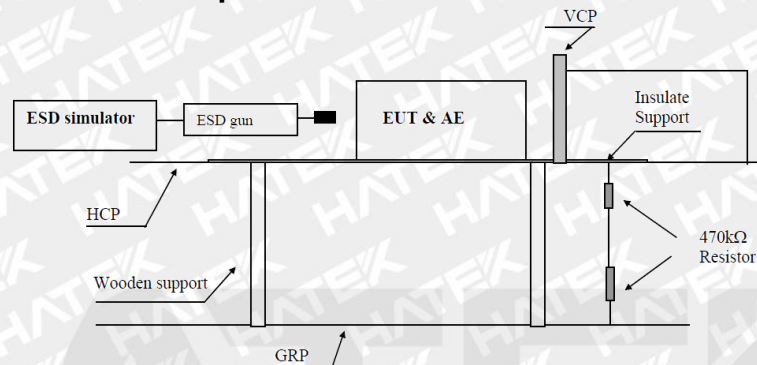 VCP
ESD simulator
ESD gun
EUT & AE
Insulate
Support
HCP
470kΩ
Resistor
Wooden support
GRP
HATEK